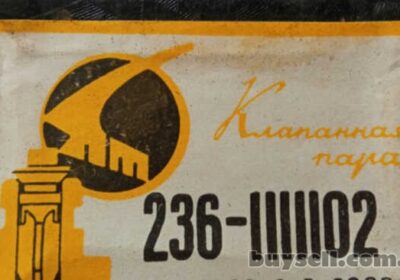 Клапанная
пара
236-1111102
buysell.com.